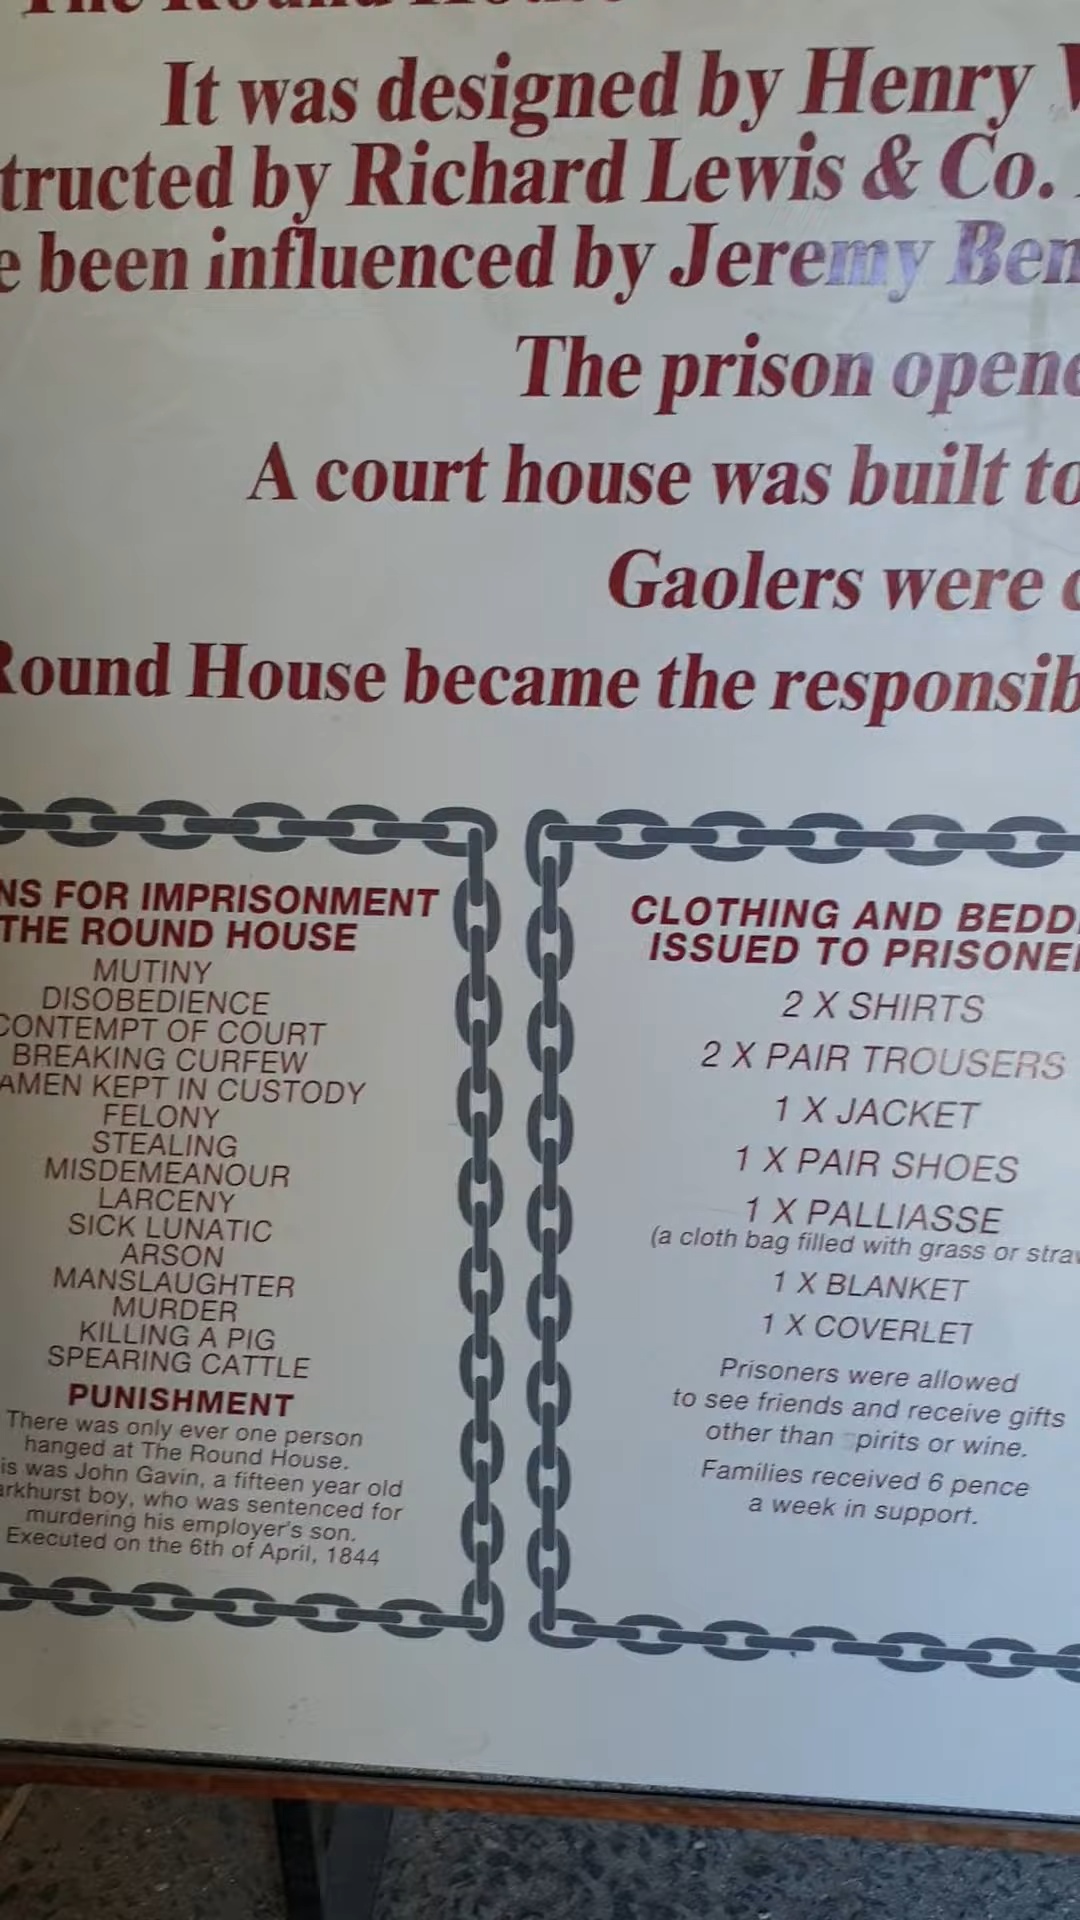 The Round House
It was designed by Henry
tructed by Richard Lewis & Co.
e been influenced by Jeremy Ben
The prison opene
A court house was built to
Gaolers were
Round House became the responsib
NS FOR IMPRISONMENT
THE ROUND HOUSE
MUTINY
DISOBEDIENCE
CONTEMPT OF COURT
BREAKING CURFEW
AMEN KEPT IN CUSTODY
FELONY
STEALING
MISDEMEANOUR
LARCENY
SICK LUNATIC
ARSON
MANSLAUGHTER
MURDER
KILLING A PIG
SPEARING CATTLE
PUNISHMENT
There was only ever one person
hanged at The Round House.
is was John Gavin, a fifteen year old
arkhurst boy, who was sentenced for
murdering his employer's son.
Executed on the 6th of April, 1844
CLOTHING AND BEDD
ISSUED TO PRISONE
2 X SHIRTS
2 X PAIR TROUSERS
1 X JACKET
1 X PAIR SHOES
1 X PALLIASSE
(a cloth bag filled with grass or straw
1 X BLANKET
1 X COVERLET
Prisoners were allowed
to see friends and receive gifts
other than pirits or wine.
Families received 6 pence
a week in support.